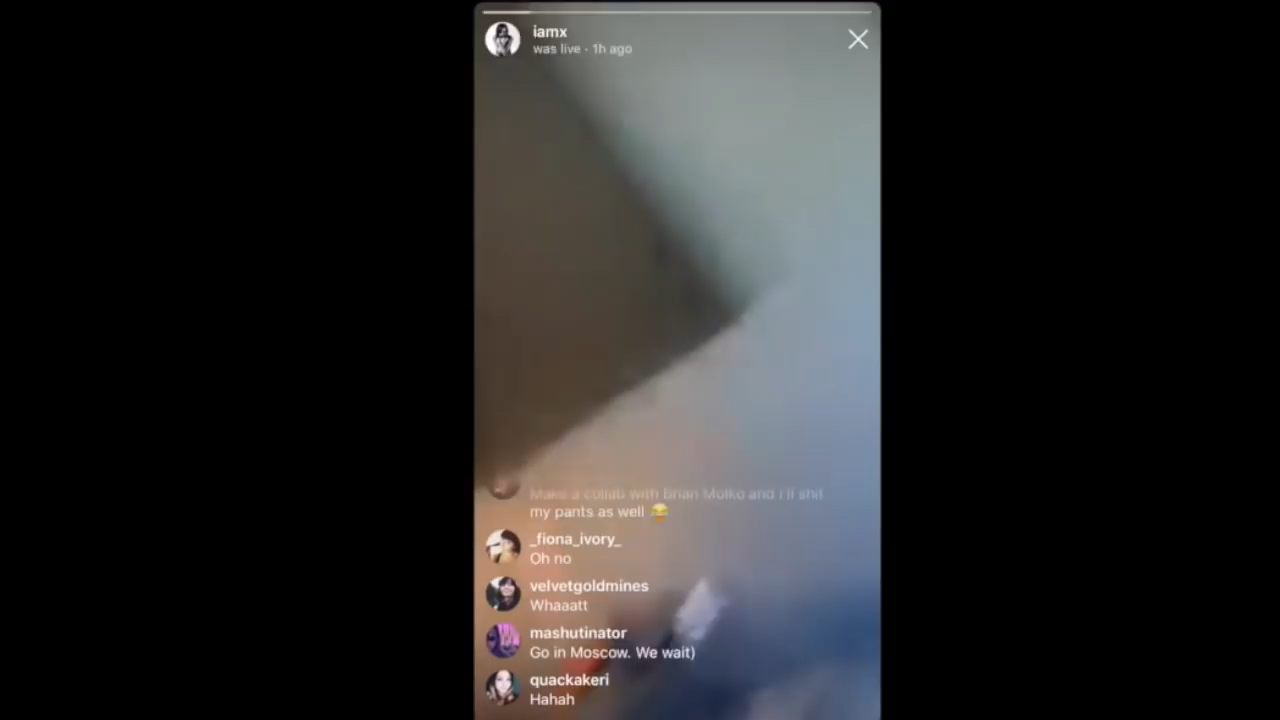 iamx
was live · 1h ago
Make a collab with Brian Molko and i'll shit
my pants as well 😂
_fiona_ivory_
Oh no
velvetgoldmines
Whaaatt
mashutinator
Go in Moscow. We wait)
quackakeri
Hahah